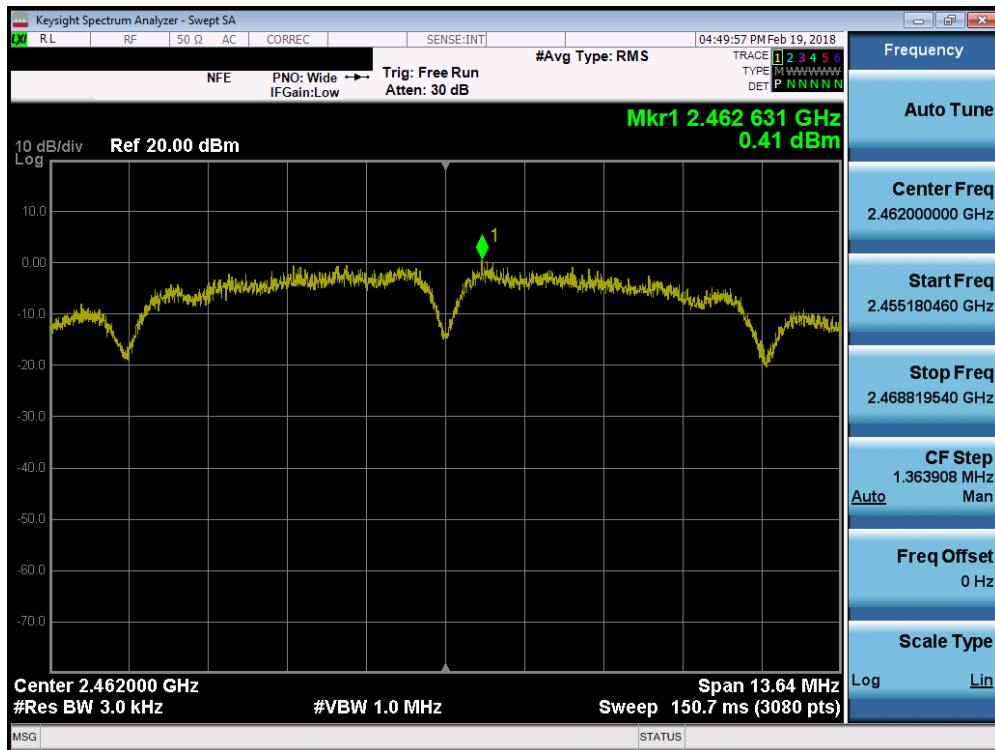 Keysight Spectrum Analyzer - Swept SA
LXI RL RF 50 Ω AC CORREC SENSE:INT 04:49:57 PM Feb 19, 2018
NFE PNO: Wide Trig: Free Run #Avg Type: RMS TRACE 1 2 3 4 5 6
IFGain:Low Atten: 30 dB TYPE M WWWWW
DET P N N N N N
Mkr1 2.462 631 GHz
0.41 dBm
10 dB/div Ref 20.00 dBm
Log
10.0
1
0.00
-10.0
-20.0
-30.0
-40.0
-50.0
-60.0
-70.0
Center 2.462000 GHz Span 13.64 MHz
#Res BW 3.0 kHz #VBW 1.0 MHz Sweep 150.7 ms (3080 pts)
MSG STATUS
Frequency
Auto Tune
Center Freq
2.462000000 GHz
Start Freq
2.455180460 GHz
Stop Freq
2.468819540 GHz
CF Step
1.363908 MHz
Auto Man
Freq Offset
0 Hz
Scale Type
Log Lin